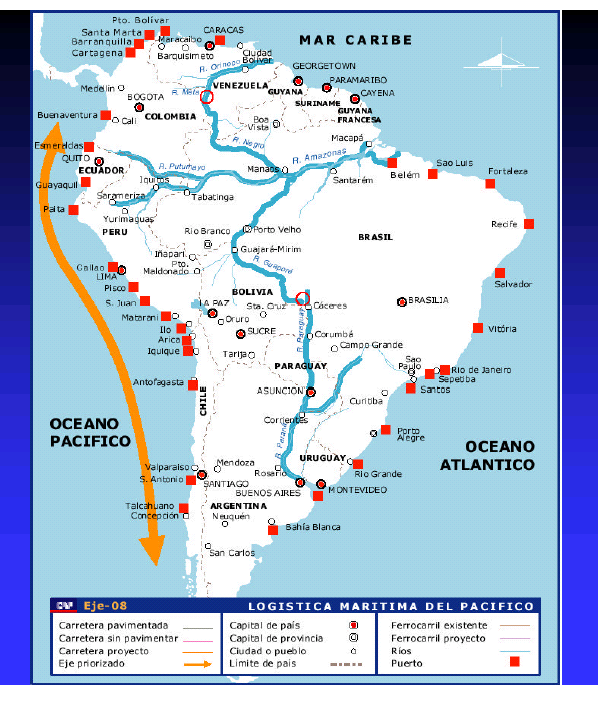 Pto. Bolívar
Santa Marta
Barranquilla
Cartagena
Maracaibo
Barquisimeto
CARACAS
Ciudad
Bolívar
MAR CARIBE
R. Orinoco
GEORGETOWN
VENEZUELA
PARAMARIBO
GUYANA
CAYENA
SURINAME
GUYANA
FRANCESA
Medellín
BOGOTA
R. Meta
Buenaventura
Cali
COLOMBIA
Boa
Vista
Macapá
Esmeraldas
QUITO
R. Negro
ECUADOR
R. Putumayo
Manaos
R. Amazonas
Belém
Sao Luis
Fortaleza
Guayaquil
Iquitos
Santarém
Sarameriza
Tabatinga
Paita
Yurimaguas
PERU
Rio Branco
Porto Velho
BRASIL
Recife
Guajará-Mirim
Iñapari
Pto.
Maldonado
R. Guaporé
Callao
LIMA
Pisco
S. Juan
BOLIVIA
Salvador
LA PAZ
Sta. Cruz
Cáceres
BRASILIA
Matarani
Oruro
Ilo
SUCRE
R. Paraguay
Corumbá
Vitória
Arica
Iquique
Tarija
Campo Grande
PARAGUAY
Sao
Paulo
Rio de Janeiro
Sepetiba
Santos
Antofagasta
CHILE
ASUNCION
Curitiba
Corrientes
OCEANO
PACIFICO
R. Paraná
Porto
Alegre
OCEANO
ATLANTICO
URUGUAY
Valparaiso
Mendoza
Rosario
Rio Grande
S. Antonio
SANTIAGO
BUENOS AIRES
MONTEVIDEO
Talcahuano
Concepción
ARGENTINA
Neuquén
Bahía Blanca
San Carlos
CAF Eje-08
LOGISTICA MARITIMA DEL PACIFICO
Carretera pavimentada
Capital de país
Ferrocarril existente
Carretera sin pavimentar
Capital de provincia
Ferrocarril proyecto
Carretera proyecto
Ciudad o pueblo
Ríos
Eje priorizado
Límite de país
Puerto